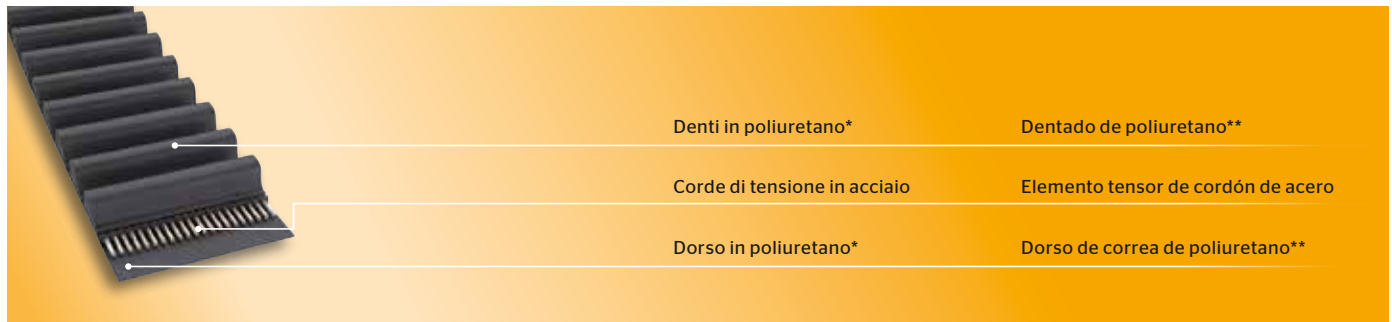 Denti in poliuretano* Dentado de poliuretano**
Corde di tensione in acciaio Elemento tensor de cordón de acero
Dorso in poliuretano* Dorso de correa de poliuretano**